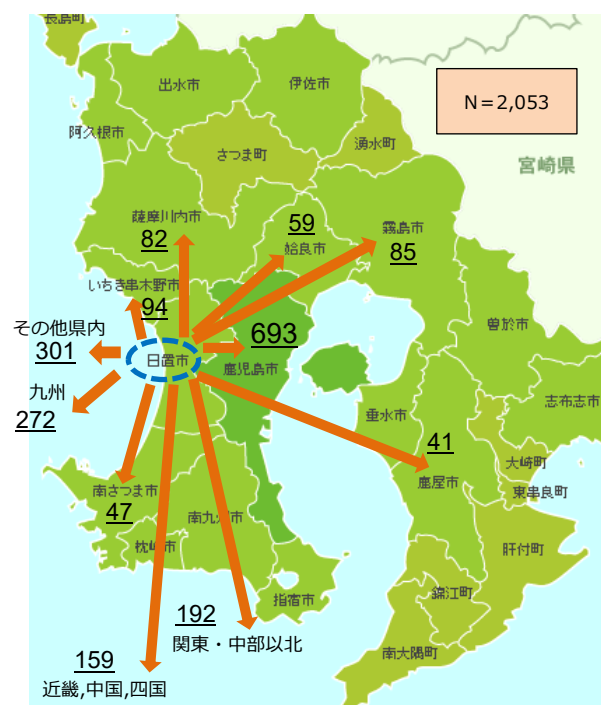 長島町
出水市
伊佐市
N＝2,053
阿久根市
さつま町
湧水町
宮崎県
薩摩川内市
82
59
姶良市
霧島市
85
いちき串木野市
94
その他県内
301
日置市
693
鹿児島市
曽於市
九州
272
垂水市
志布志市
41
鹿屋市
大崎町
東串良町
南さつま市
47
南九州市
枕崎市
肝付町
錦江町
指宿市
192
関東・中部以北
南大隅町
159
近畿,中国,四国